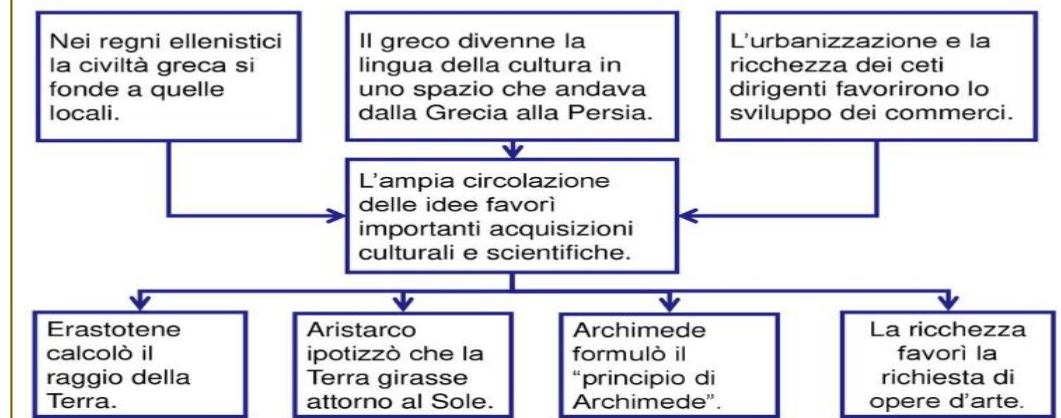 Nei regni ellenistici
la civiltà greca si
fonde a quelle
locali.
Il greco divenne la
lingua della cultura in
uno spazio che andava
dalla Grecia alla Persia.
L'urbanizzazione e la
ricchezza dei ceti
dirigenti favorirono lo
sviluppo dei commerci.
L'ampia circolazione
delle idee favorì
importanti acquisizioni
culturali e scientifiche.
Erastotene
calcolò il
raggio della
Terra.
Aristarco
ipotizzò che la
Terra girasse
attorno al Sole.
Archimede
formulò il
“principio di
Archimede”.
La ricchezza
favorì la
richiesta di
opere d'arte.